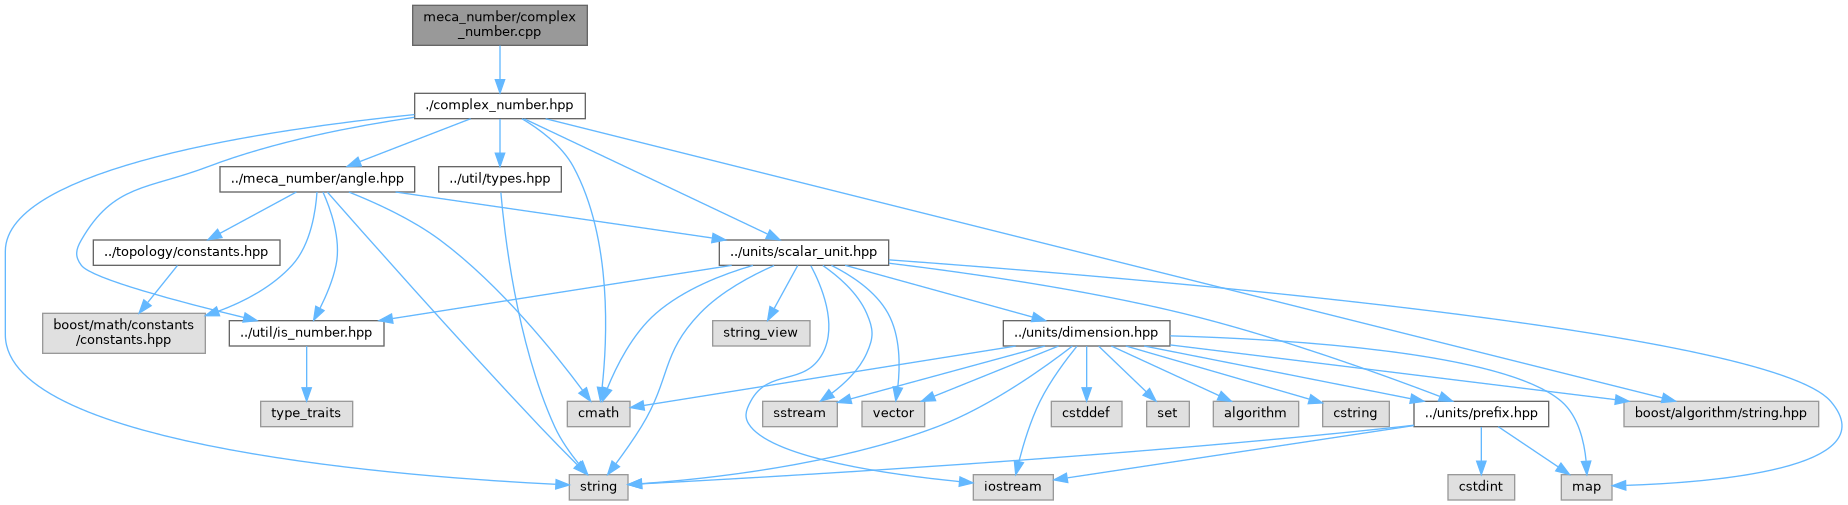 meca_number/complex
_number.cpp
./complex_number.hpp
../meca_number/angle.hpp
../util/types.hpp
../topology/constants.hpp
../units/scalar_unit.hpp
boost/math/constants
/constants.hpp
../util/is_number.hpp
string_view
../units/dimension.hpp
type_traits
cmath
sstream
vector
cstddef
set
algorithm
cstring
../units/prefix.hpp
boost/algorithm/string.hpp
string
iostream
cstdint
map